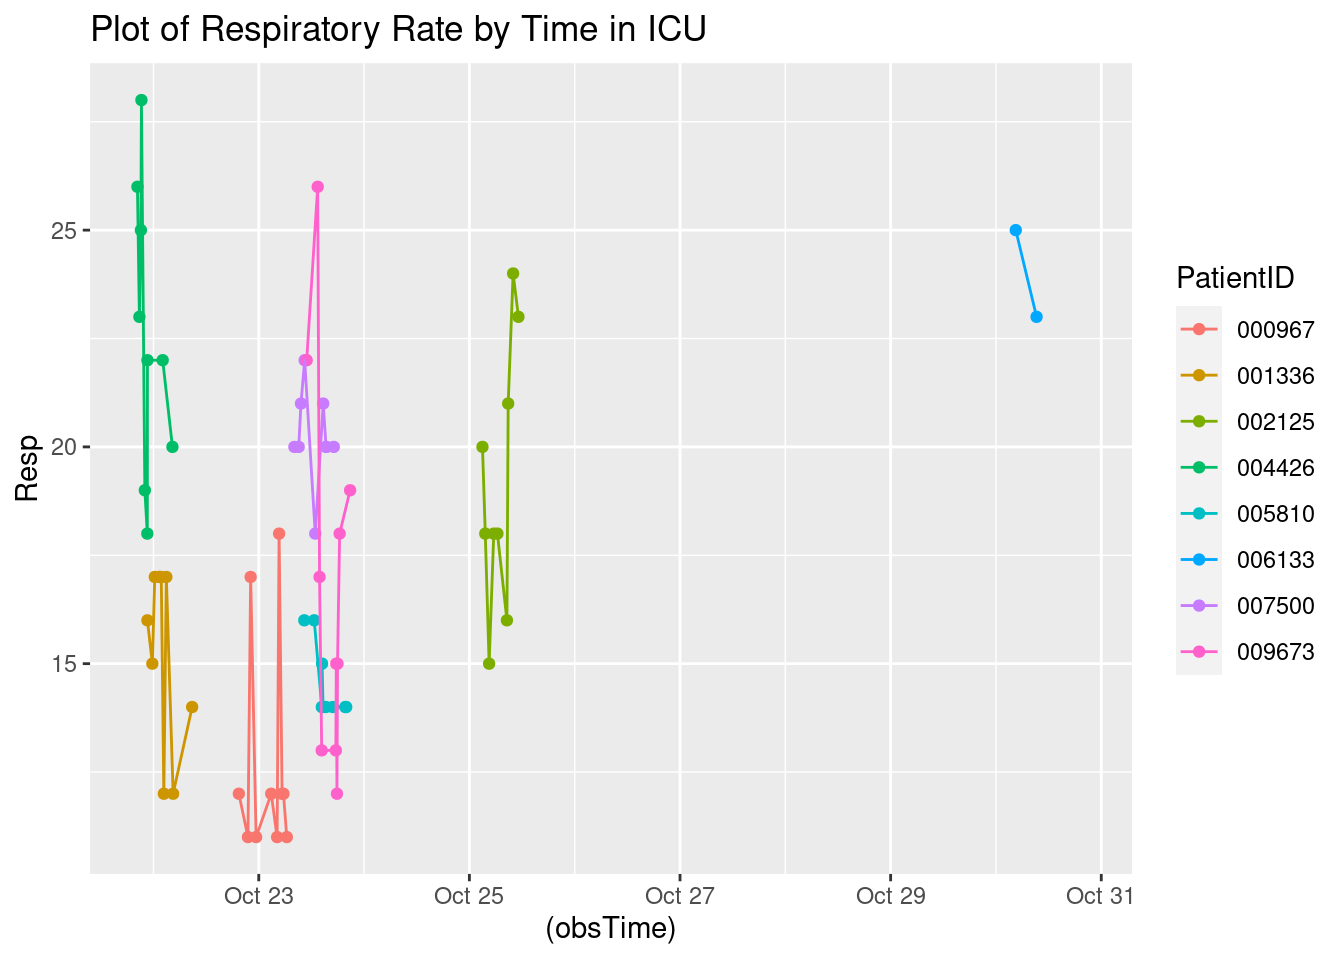 Plot of Respiratory Rate by Time in ICU
25
20
15
Resp
Oct 23
Oct 25
Oct 27
Oct 29
Oct 31
(obsTime)
PatientID
000967
001336
002125
004426
005810
006133
007500
009673